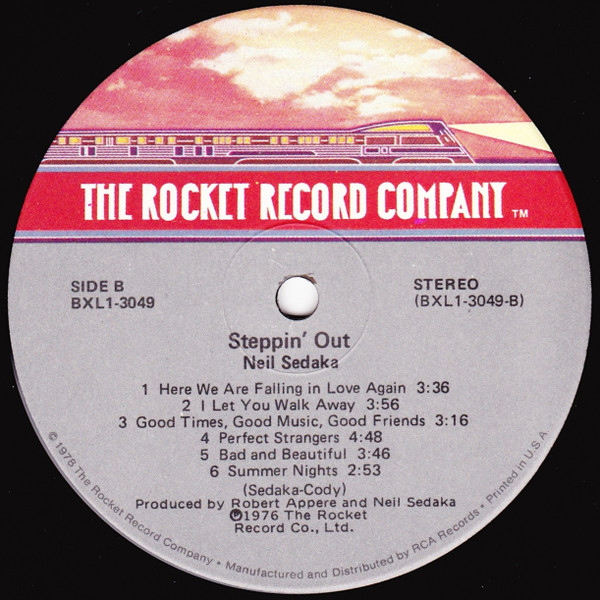 THE ROCKET RECORD COMPANY ™
SIDE B
BXL1-3049
STEREO
(BXL1-3049-B)
Steppin' Out
Neil Sedaka
1 Here We Are Falling in Love Again 3:36
2 I Let You Walk Away 3:56
3 Good Times, Good Music, Good Friends 3:16
4 Perfect Strangers 4:48
5 Bad and Beautiful 3:46
6 Summer Nights 2:53
(Sedaka-Cody)
Produced by Robert Appere and Neil Sedaka
℗1976 The Rocket
Record Co., Ltd.
© 1978 The Rocket Record Company • Manufactured and Distributed by RCA Records • Printed in U.S.A.